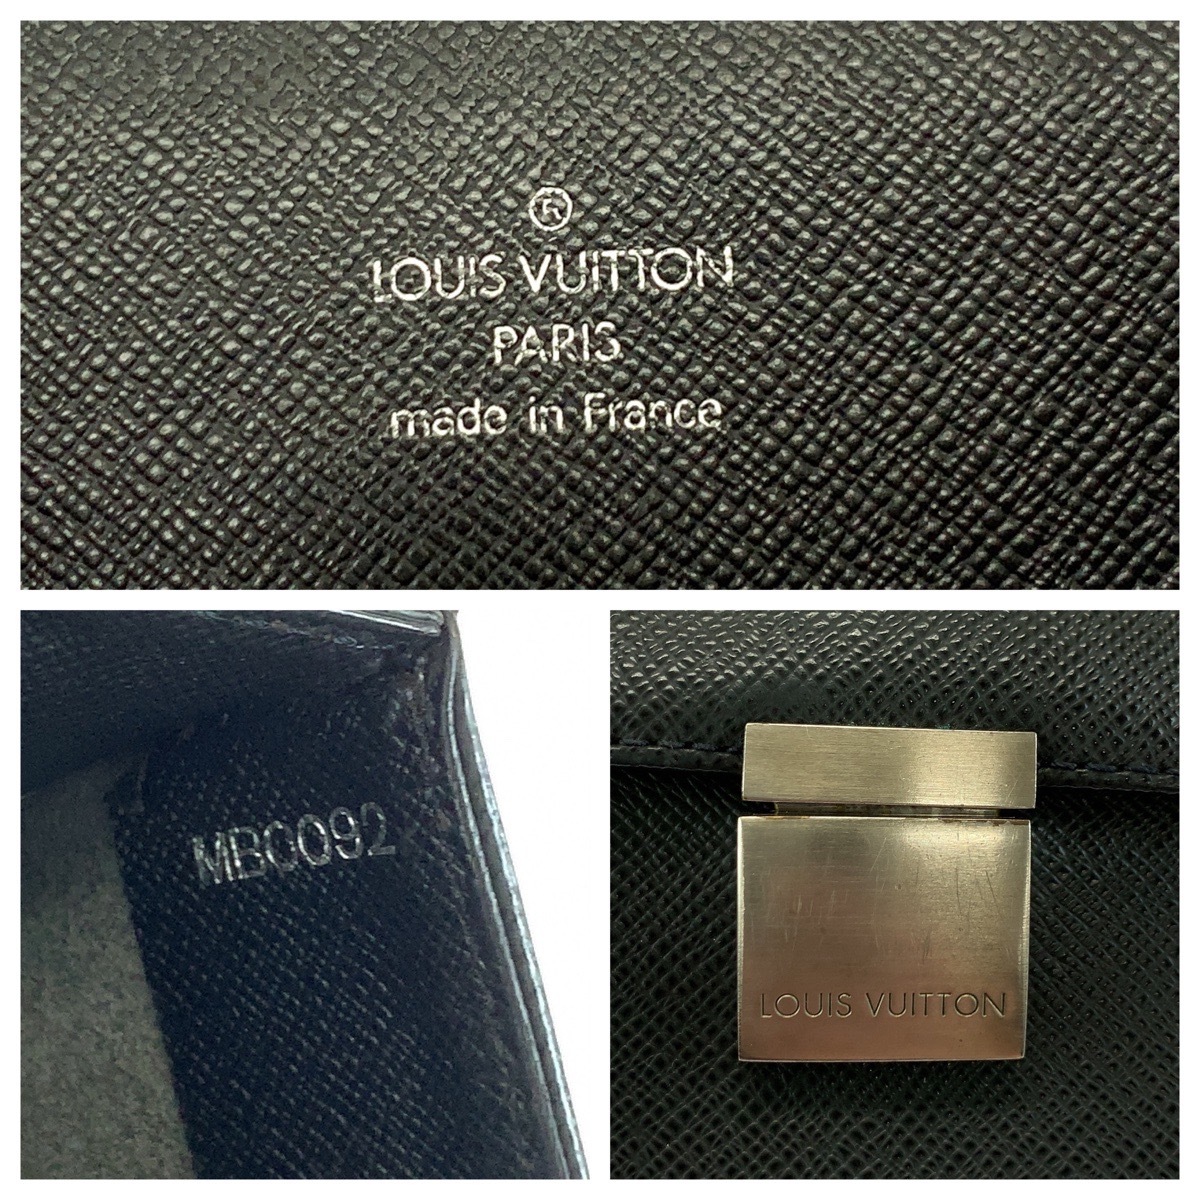 ®
LOUIS VUITTON
PARIS
made in France
MB0092
LOUIS VUITTON